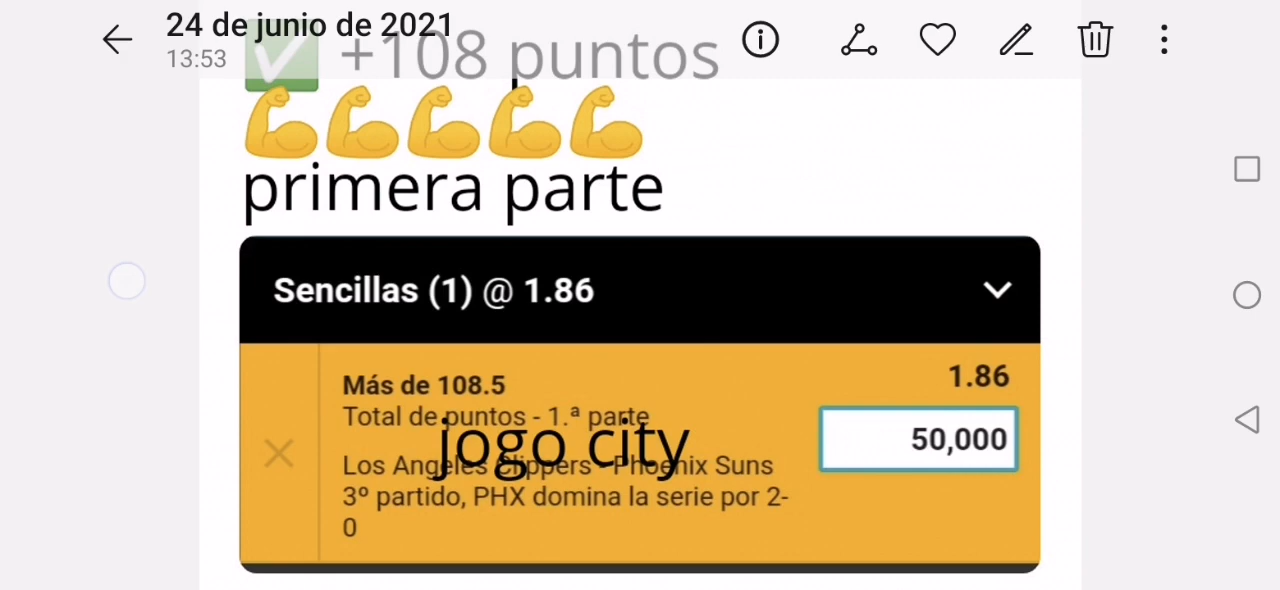 24 de junio de 2021
13:53
✅ +108 puntos
💪💪💪💪💪
primera parte
Sencillas (1) @ 1.86
Más de 108.5
1.86
Total de puntos - 1.ª parte
50,000
jogo city
Los Angeles Clippers - Phoenix Suns
3º partido, PHX domina la serie por 2-
0